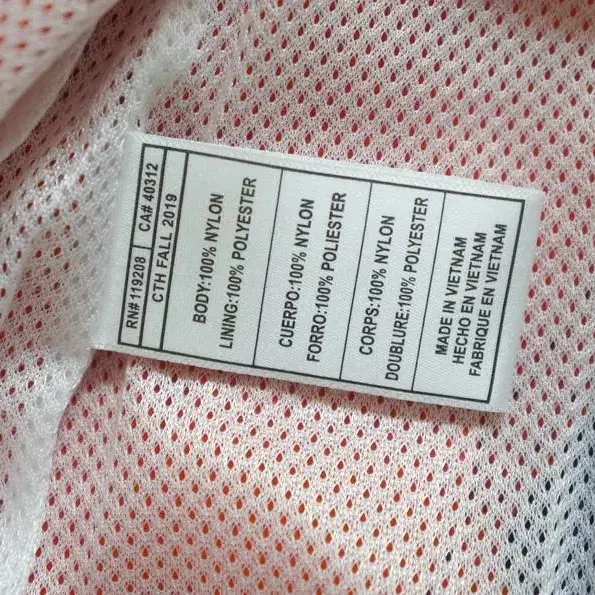 RN# 119208 CA# 40312
CTH FALL 2019
BODY:100% NYLON
LINING:100% POLYESTER
CUERPO:100% NYLON
FORRO:100% POLIESTER
CORPS:100% NYLON
DOUBLURE:100% POLYESTER
MADE IN VIETNAM
HECHO EN VIETNAM
FABRIQUE EN VIETNAM